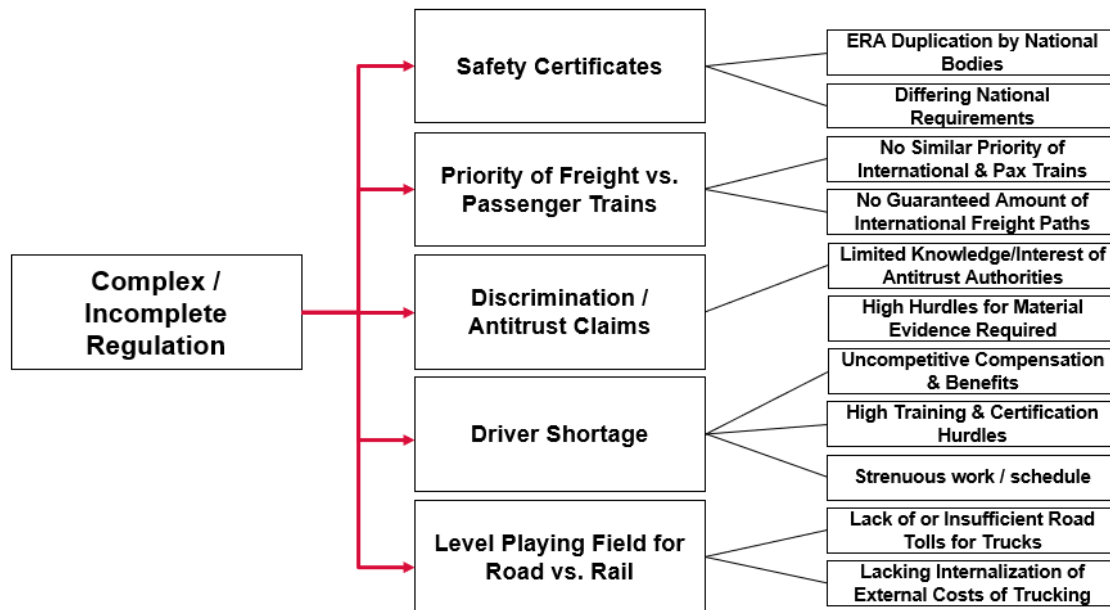 Complex /
Incomplete
Regulation
Safety Certificates
ERA Duplication by National
Bodies
Differing National
Requirements
Priority of Freight vs.
Passenger Trains
No Similar Priority of
International & Pax Trains
No Guaranteed Amount of
International Freight Paths
Discrimination /
Antitrust Claims
Limited Knowledge/Interest of
Antitrust Authorities
High Hurdles for Material
Evidence Required
Driver Shortage
Uncompetitive Compensation
& Benefits
High Training & Certification
Hurdles
Strenuous work / schedule
Level Playing Field for
Road vs. Rail
Lack of or Insufficient Road
Tolls for Trucks
Lacking Internalization of
External Costs of Trucking